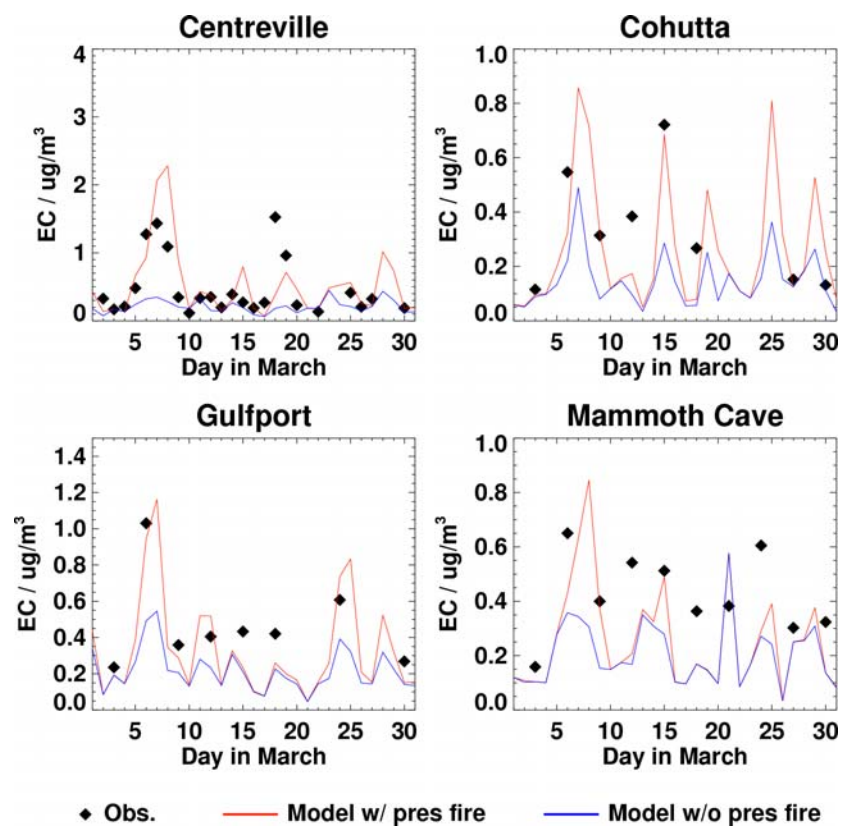 Centreville
4
3
2
1
0
EC / ug/m³
5 10 15 20 25 30
Day in March
Cohutta
1.0
0.8
0.6
0.4
0.2
0.0
EC / ug/m³
5 10 15 20 25 30
Day in March
Gulfport
1.4
1.2
1.0
0.8
0.6
0.4
0.2
0.0
EC / ug/m³
5 10 15 20 25 30
Day in March
Mammoth Cave
1.0
0.8
0.6
0.4
0.2
0.0
EC / ug/m³
5 10 15 20 25 30
Day in March
Obs. Model w/ pres fire Model w/o pres fire